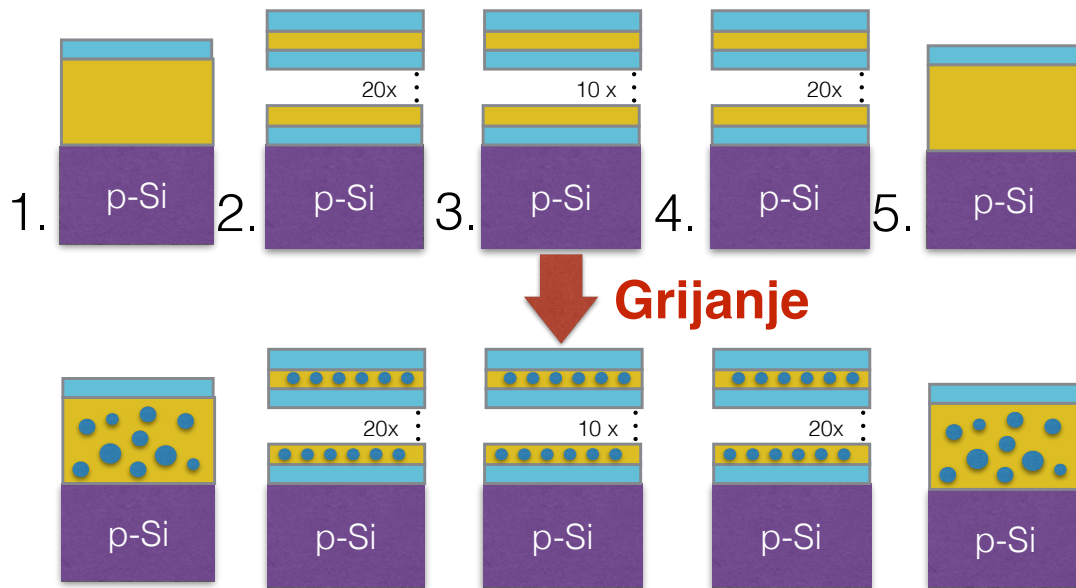 20x
10 x
20x
1.
p-Si
2.
p-Si
3.
p-Si
4.
p-Si
5.
p-Si
Grijanje
20x
10 x
20x
p-Si
p-Si
p-Si
p-Si
p-Si